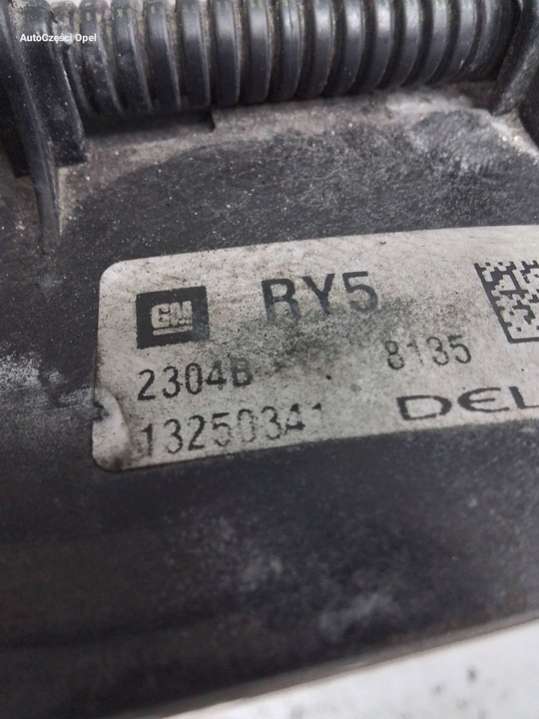 AutoCzęści Opel
GM RY5
2304B 8135
13250341 DEL